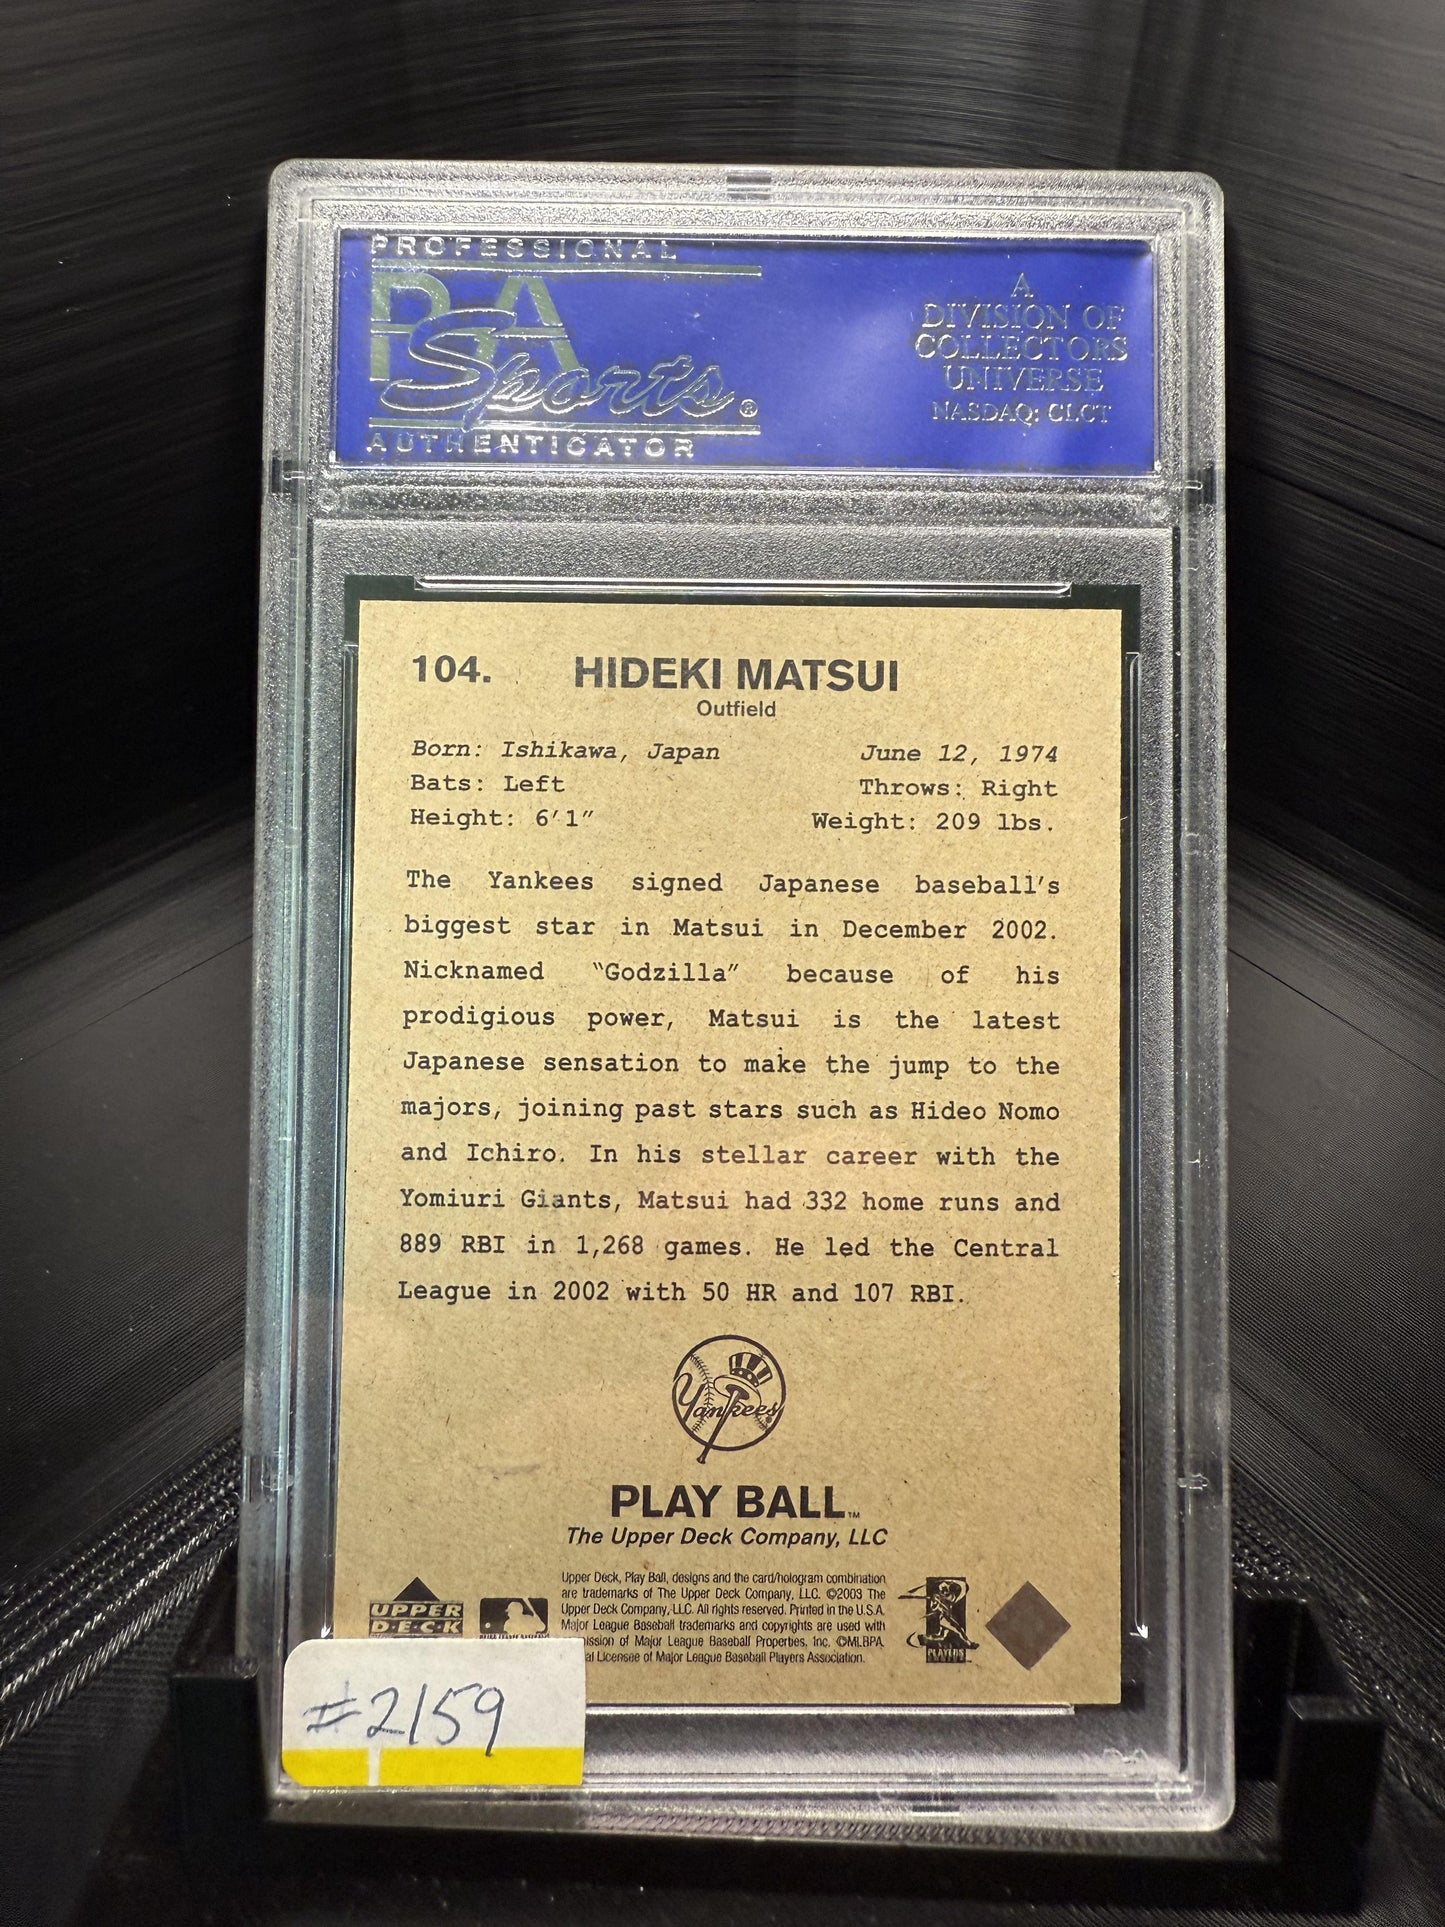 PROFESSIONAL
PSA
Sports®
AUTHENTICATOR
A
DIVISION OF
COLLECTORS
UNIVERSE
NASDAQ: CLCT
104. HIDEKI MATSUI
Outfield
Born: Ishikawa, Japan June 12, 1974
Bats: Left Throws: Right
Height: 6'1" Weight: 209 lbs.
The Yankees signed Japanese baseball's
biggest star in Matsui in December 2002.
Nicknamed "Godzilla" because of his
prodigious power, Matsui is the latest
Japanese sensation to make the jump to the
majors, joining past stars such as Hideo Nomo
and Ichiro. In his stellar career with the
Yomiuri Giants, Matsui had 332 home runs and
889 RBI in 1,268 games. He led the Central
League in 2002 with 50 HR and 107 RBI.
Yankees
PLAY BALL™
The Upper Deck Company, LLC
Upper Deck, Play Ball, designs and the card/hologram combination
are trademarks of The Upper Deck Company, LLC. ©2003 The
Upper Deck Company, LLC. All rights reserved. Printed in the U.S.A.
Major League Baseball trademarks and copyrights are used with
of Major League Baseball Properties, Inc. ©MLBPA
Licensee of Major League Baseball Players Association.
UPPER
DECK
PLAYERS
#2159